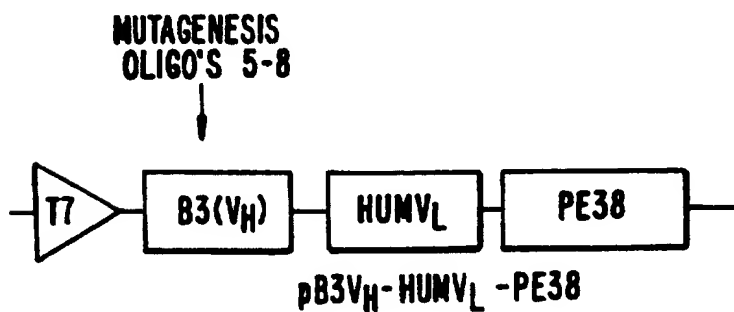 MUTAGENESIS
OLIGO'S 5-8
T7 B3(VH) HUMVL PE38
pB3VH-HUMVL-PE38